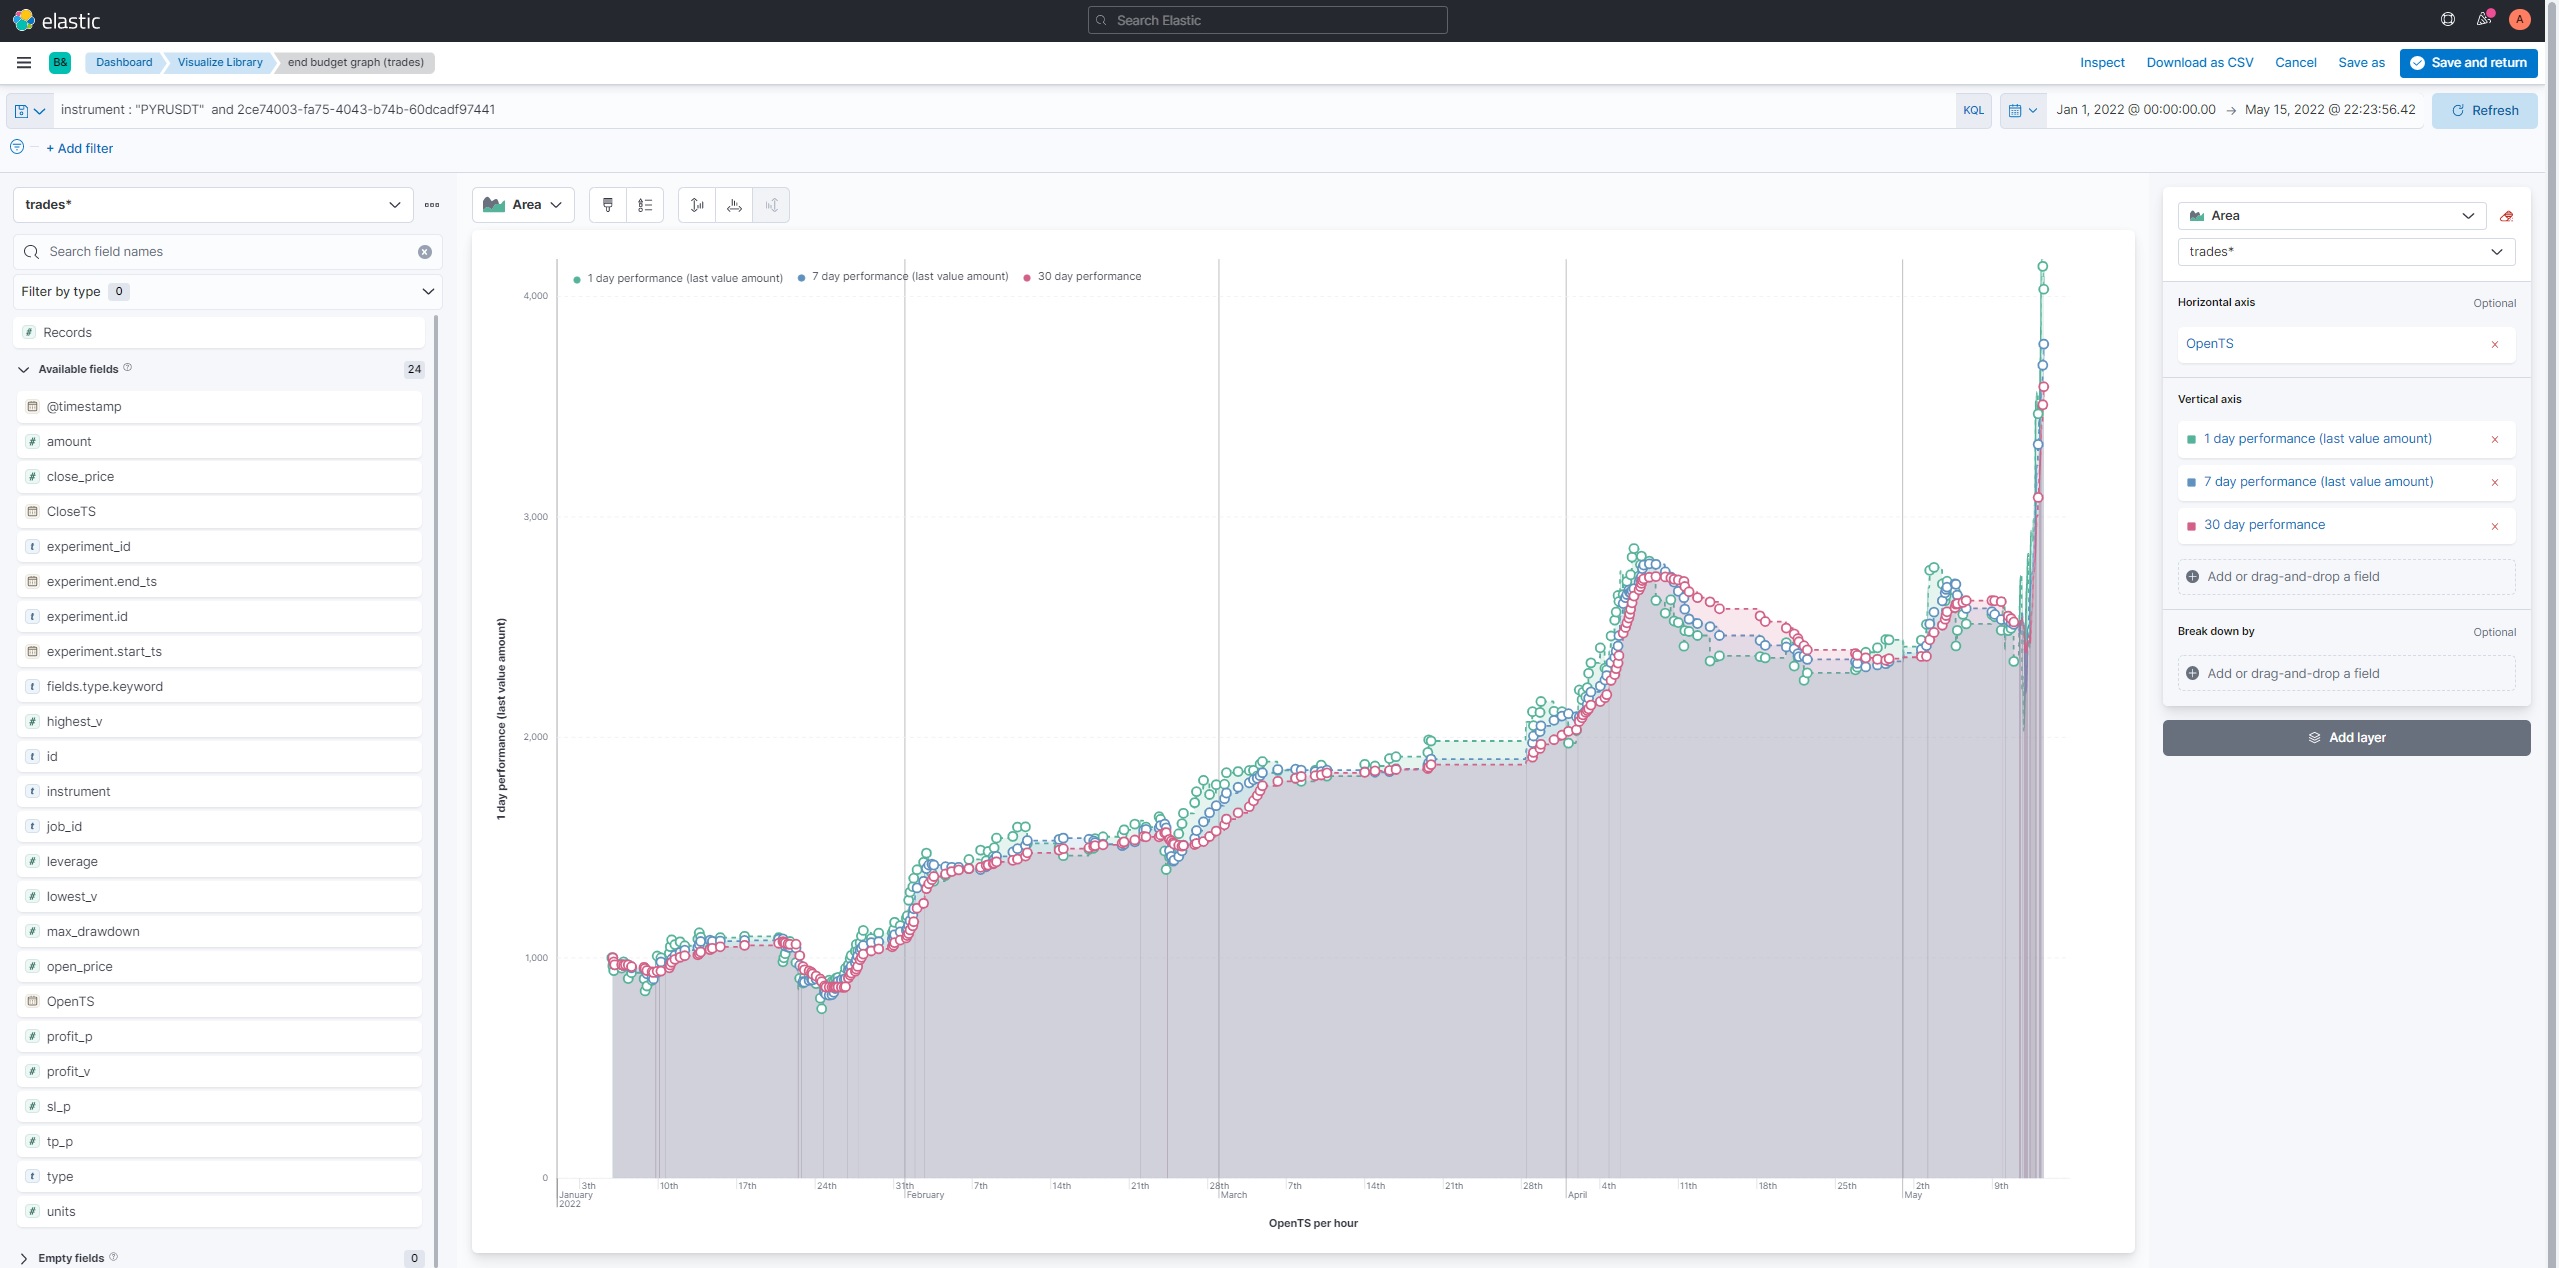 elastic
Search Elastic
A
B&
Dashboard
Visualize Library
end budget graph (trades)
Inspect
Download as CSV
Cancel
Save as
Save and return
instrument : "PYRUSDT" and 2ce74003-fa75-4043-b74b-60dcadf97441
KQL
Jan 1, 2022 @ 00:00:00.00 → May 15, 2022 @ 22:23:56.42
Refresh
+ Add filter
trades*
Search field names
Filter by type 0
# Records
Available fields 24
@timestamp
# amount
# close_price
CloseTS
t experiment_id
experiment.end_ts
t experiment.id
experiment.start_ts
t fields.type.keyword
# highest_v
t id
t instrument
t job_id
# leverage
# lowest_v
# max_drawdown
# open_price
OpenTS
# profit_p
# profit_v
# sl_p
# tp_p
t type
# units
Empty fields 0
Area
1 day performance (last value amount)
7 day performance (last value amount)
30 day performance
4,000
3,000
2,000
1,000
0
1 day performance (last value amount)
3th 10th 17th 24th 31th 7th 14th 21th 28th 7th 14th 21th 28th 4th 11th 18th 25th 2th 9th
January February March April May
2022
OpenTS per hour
Area
trades*
Horizontal axis Optional
OpenTS
Vertical axis
1 day performance (last value amount)
7 day performance (last value amount)
30 day performance
Add or drag-and-drop a field
Break down by Optional
Add or drag-and-drop a field
Add layer